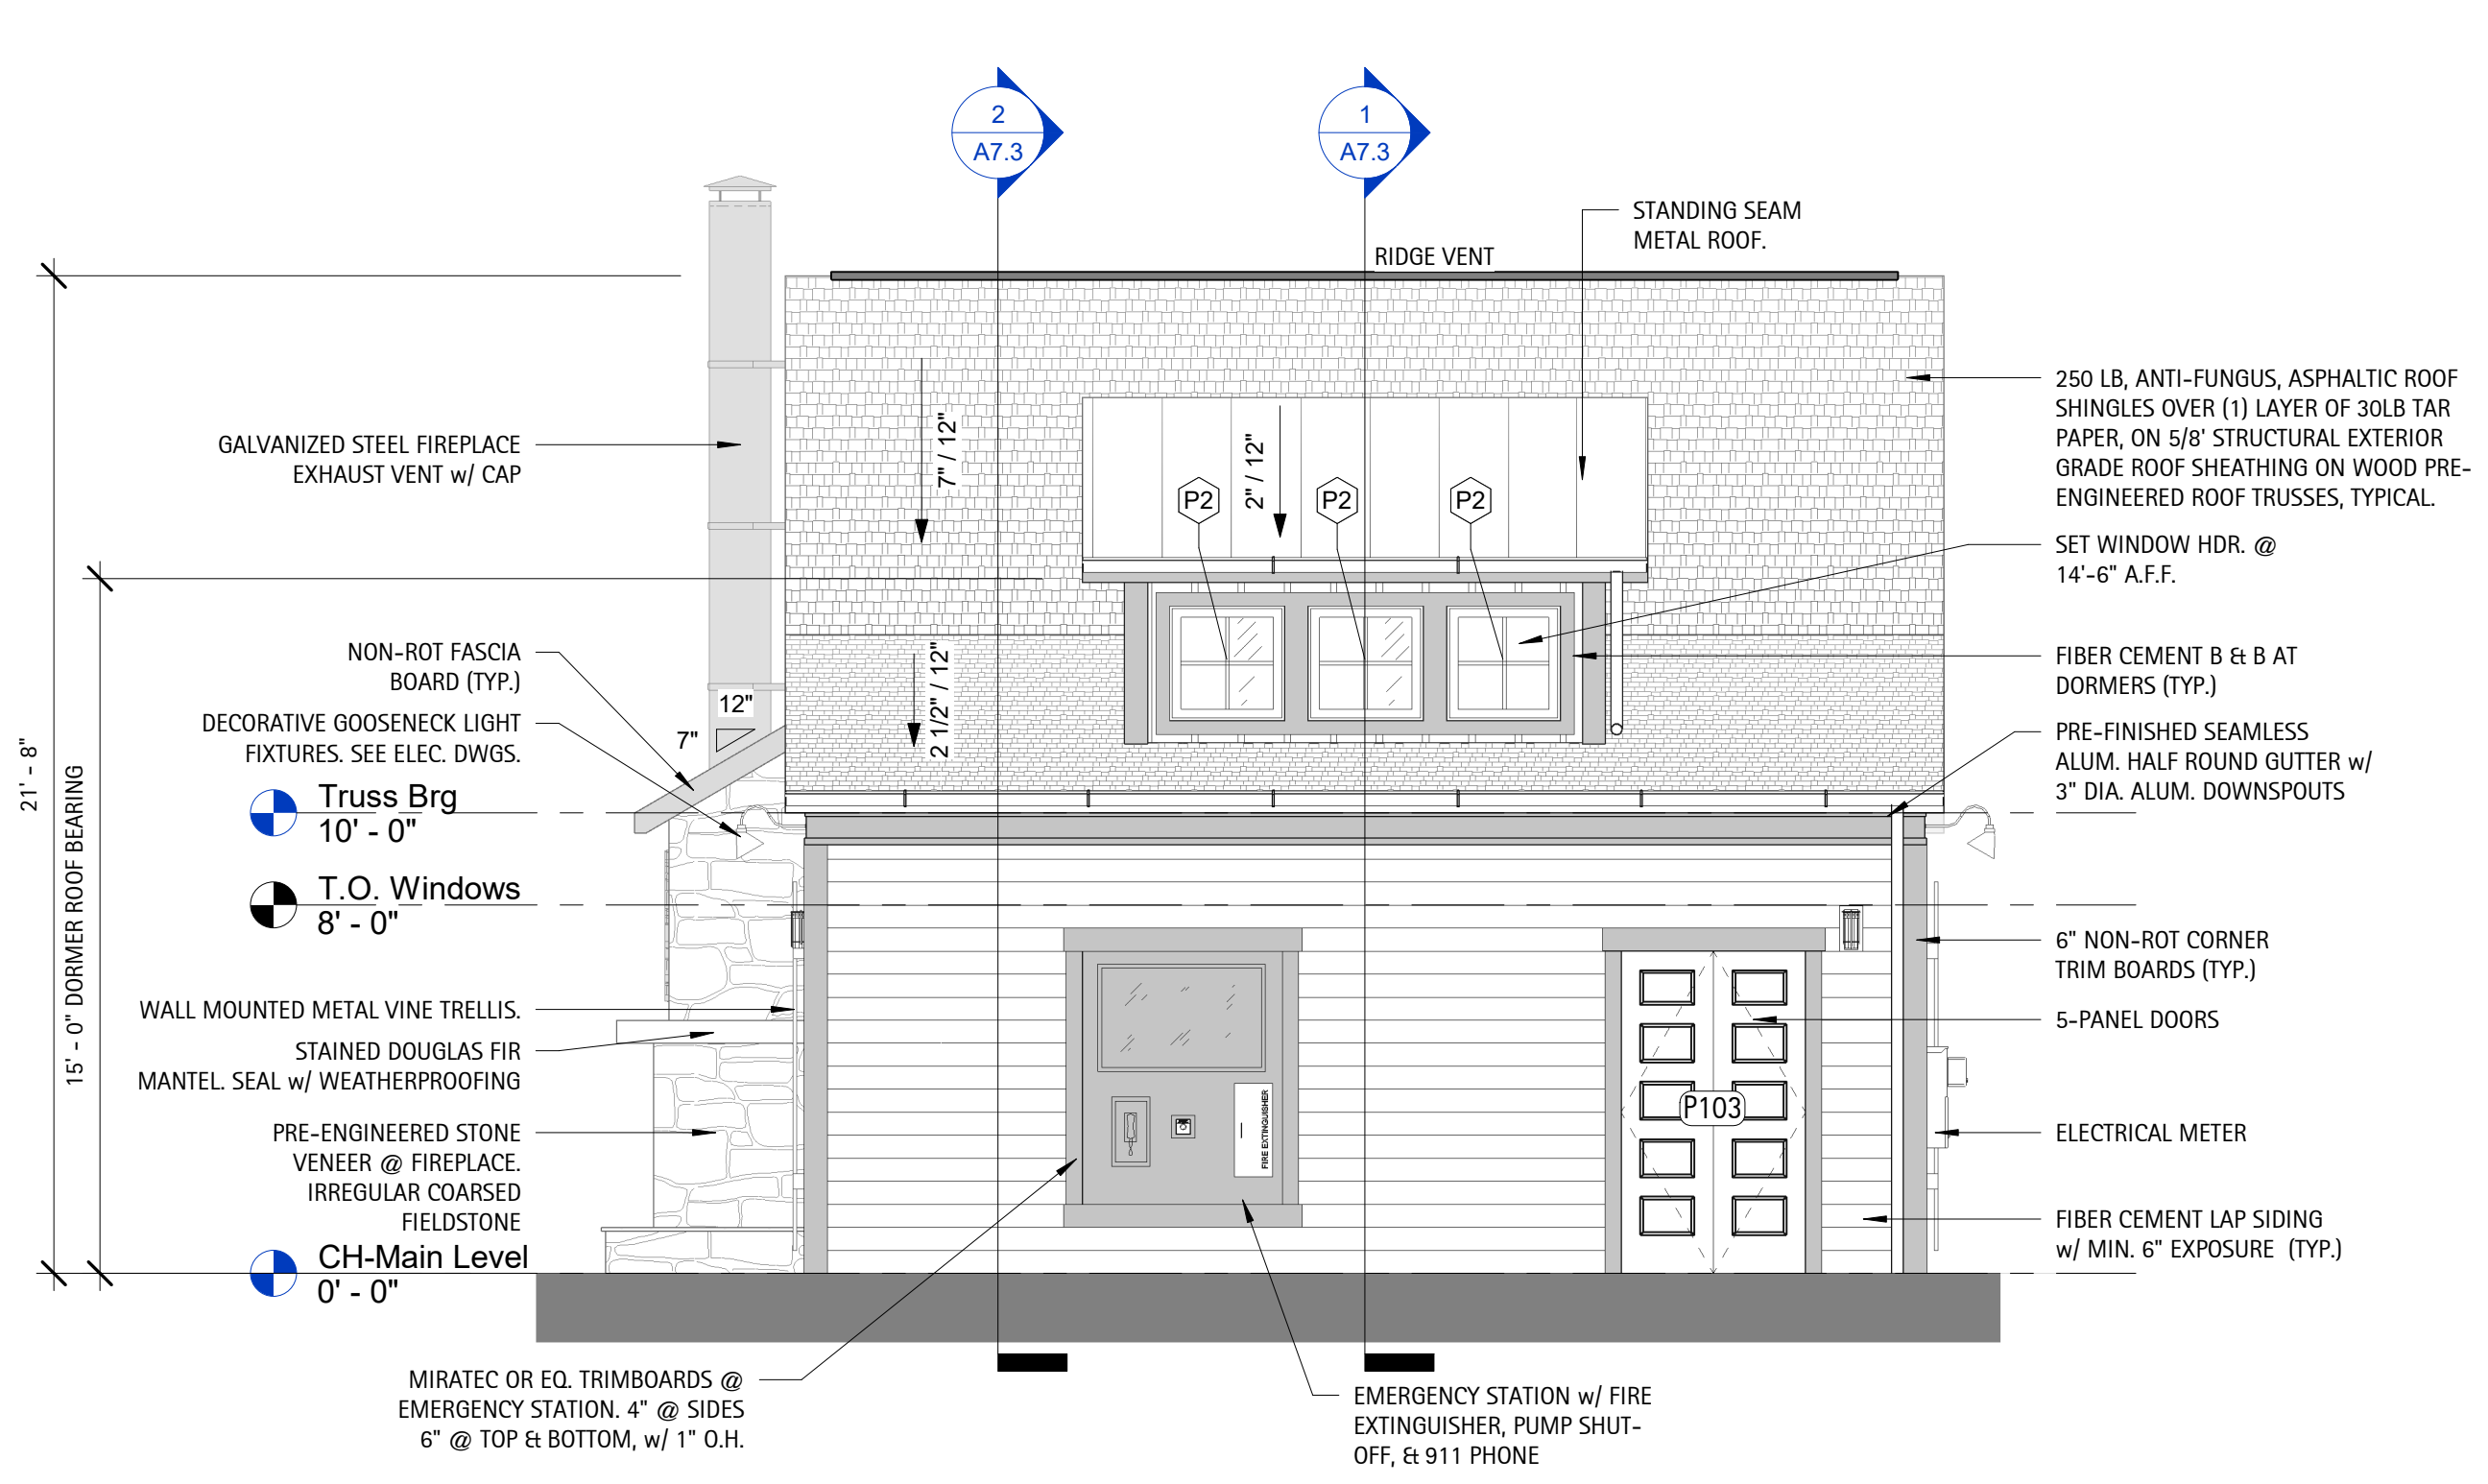 2
A7.3
1
A7.3
STANDING SEAM
METAL ROOF.
RIDGE VENT
250 LB, ANTI-FUNGUS, ASPHALTIC ROOF
SHINGLES OVER (1) LAYER OF 30LB TAR
PAPER, ON 5/8' STRUCTURAL EXTERIOR
GRADE ROOF SHEATHING ON WOOD PRE-
ENGINEERED ROOF TRUSSES, TYPICAL.
GALVANIZED STEEL FIREPLACE
EXHAUST VENT w/ CAP
7" / 12"
2" / 12"
P2
P2
P2
SET WINDOW HDR. @
14'-6" A.F.F.
NON-ROT FASCIA
BOARD (TYP.)
FIBER CEMENT B & B AT
DORMERS (TYP.)
12"
7"
2 1/2" / 12"
DECORATIVE GOOSENECK LIGHT
FIXTURES. SEE ELEC. DWGS.
PRE-FINISHED SEAMLESS
ALUM. HALF ROUND GUTTER w/
3" DIA. ALUM. DOWNSPOUTS
21' - 8"
15' - 0" DORMER ROOF BEARING
Truss Brg
10' - 0"
T.O. Windows
8' - 0"
6" NON-ROT CORNER
TRIM BOARDS (TYP.)
WALL MOUNTED METAL VINE TRELLIS.
5-PANEL DOORS
STAINED DOUGLAS FIR
MANTEL. SEAL w/ WEATHERPROOFING
P103
FIRE EXTINGUISHER
PRE-ENGINEERED STONE
VENEER @ FIREPLACE.
IRREGULAR COARSED
FIELDSTONE
ELECTRICAL METER
FIBER CEMENT LAP SIDING
w/ MIN. 6" EXPOSURE (TYP.)
CH-Main Level
0' - 0"
MIRATEC OR EQ. TRIMBOARDS @
EMERGENCY STATION. 4" @ SIDES
6" @ TOP & BOTTOM, w/ 1" O.H.
EMERGENCY STATION w/ FIRE
EXTINGUISHER, PUMP SHUT-
OFF, & 911 PHONE